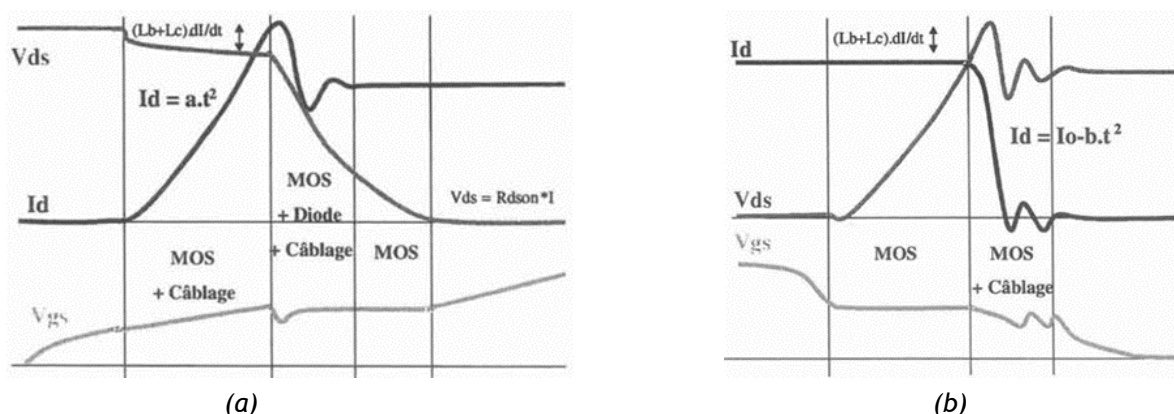 (Lb+Lc).dI/dt
Vds
Id = a.t²
MOS
+ Diode
+ Câblage
Vds = Rdson*I
Id
MOS
+ Câblage
MOS
Vgs
(a)
(Lb+Lc).dI/dt
Id
Id = Io-b.t²
Vds
Vgs
MOS
MOS
+ Câblage
(b)